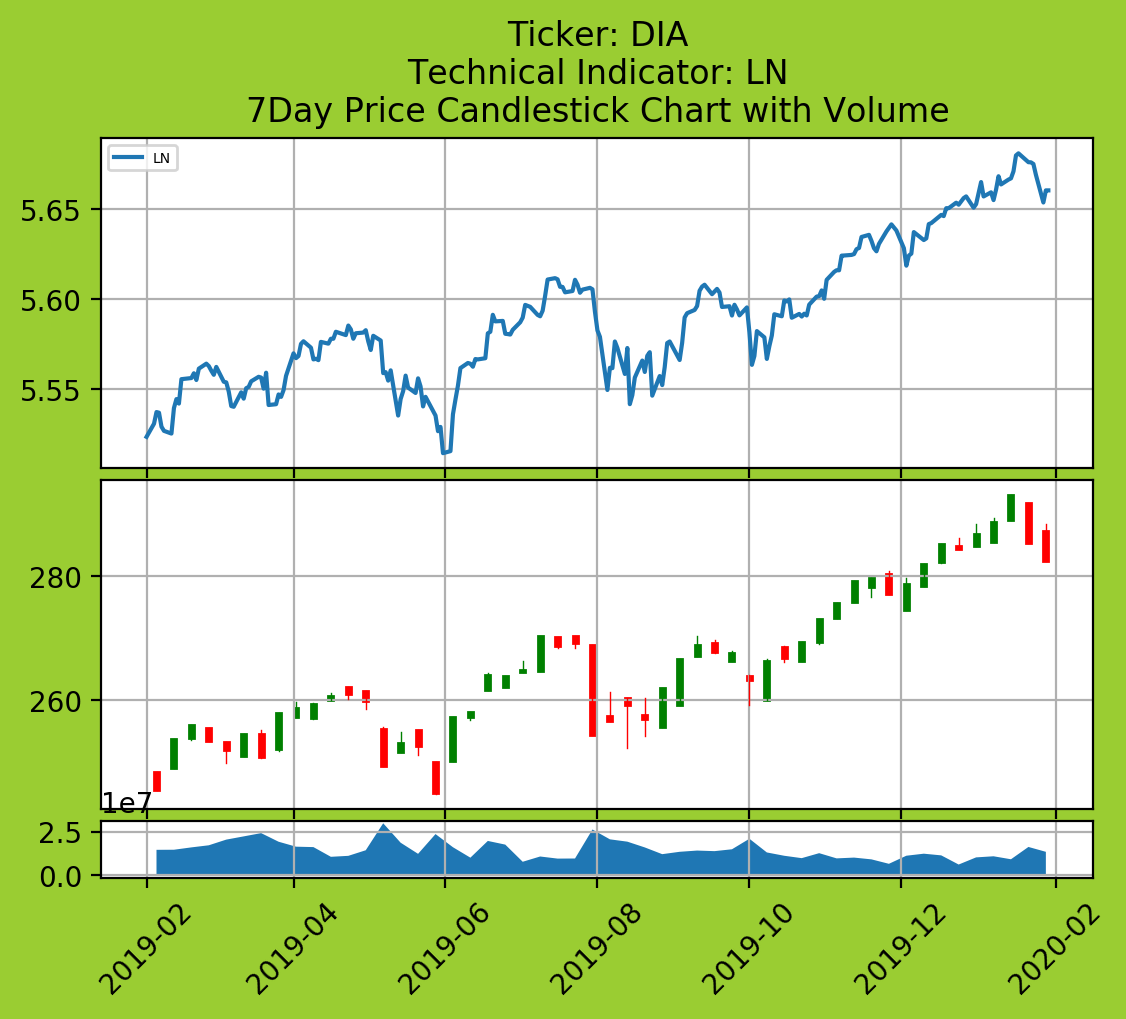 Ticker: DIA
Technical Indicator: LN
7Day Price Candlestick Chart with Volume
LN
5.65
5.60
5.55
280
260
1e7
2.5
0.0
2019-02
2019-04
2019-06
2019-08
2019-10
2019-12
2020-02